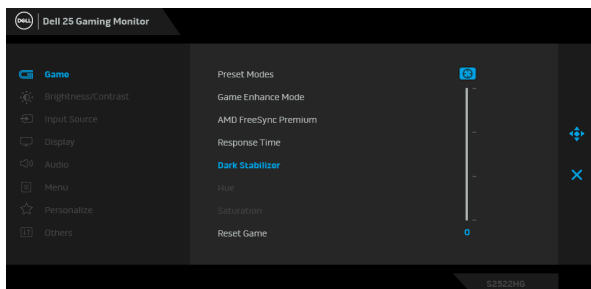 DELL
Dell 25 Gaming Monitor
Game
Brightness/Contrast
Input Source
Display
Audio
Menu
Personalize
Others
Preset Modes
Game Enhance Mode
AMD FreeSync Premium
Response Time
Dark Stabilizer
Hue
Saturation
Reset Game
0
S2522HG